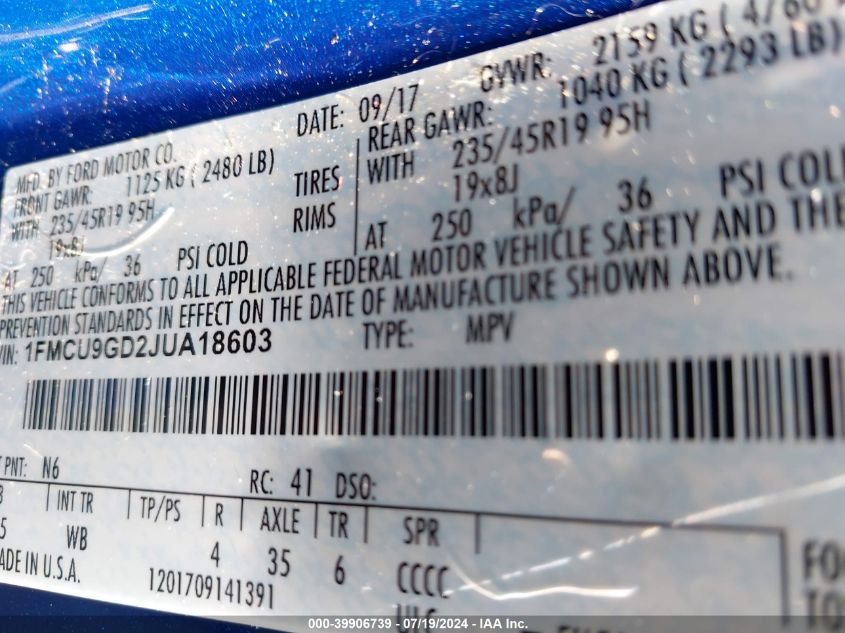 MFD. BY FORD MOTOR CO. DATE: 09/17 GVWR: 2159 KG ( 4760
FRONT GAWR: 1125 KG ( 2480 LB) REAR GAWR: 1040 KG ( 2293 LB)
WITH 235/45R19 95H TIRES WITH 235/45R19 95H
19x8J RIMS 19x8J
AT 250 kPa/ 36 PSI COLD AT 250 kPa/ 36 PSI COL
THIS VEHICLE CONFORMS TO ALL APPLICABLE FEDERAL MOTOR VEHICLE SAFETY AND THE
PREVENTION STANDARDS IN EFFECT ON THE DATE OF MANUFACTURE SHOWN ABOVE.
VIN: 1FMCU9GD2JUA18603 TYPE: MPV
PNT: N6 RC: 41 DSO:
INT TR TP/PS R AXLE TR SPR
5 WB 4 35 6 CCCC
ADE IN U.S.A. 1201709141391
FO
000-39906739 - 07/19/2024 - IAA Inc.